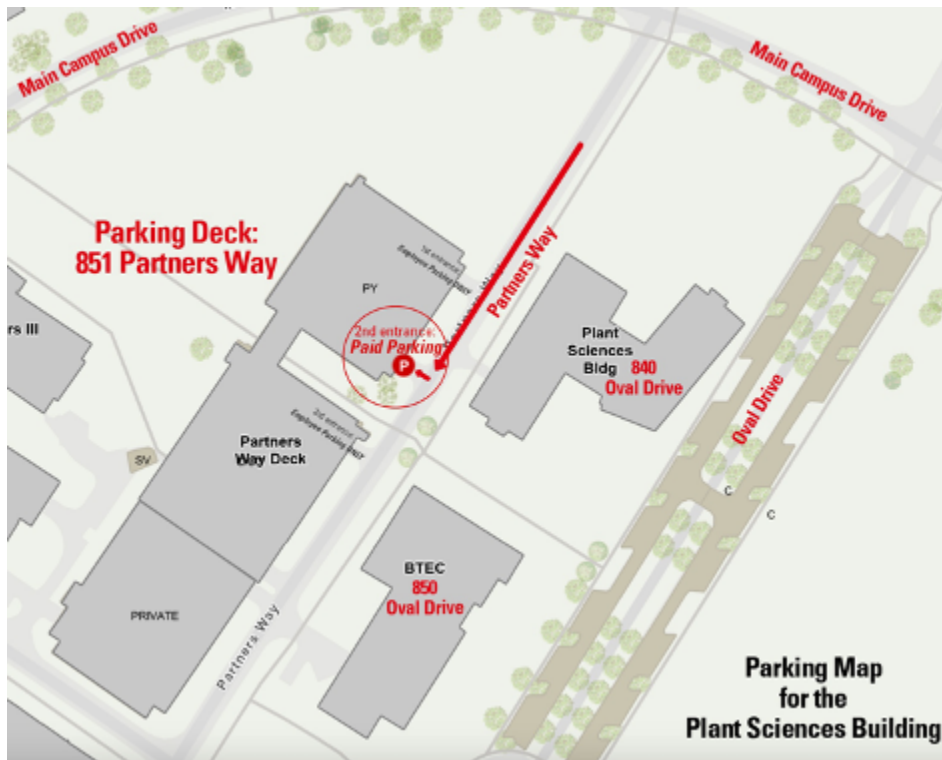 Main Campus Drive
Main Campus Drive
Parking Deck:
851 Partners Way
1st entrance:
Employee Parking ONLY
PY
Partners Way
Partners Way
2nd entrance:
Paid Parking
P
Plant
Sciences
Bldg
840
Oval Drive
rs III
Oval Drive
Employee Parking ONLY
Partners
Way Deck
SV
C
C
BTEC
850
Oval Drive
PRIVATE
Partners Way
Parking Map
for the
Plant Sciences Building